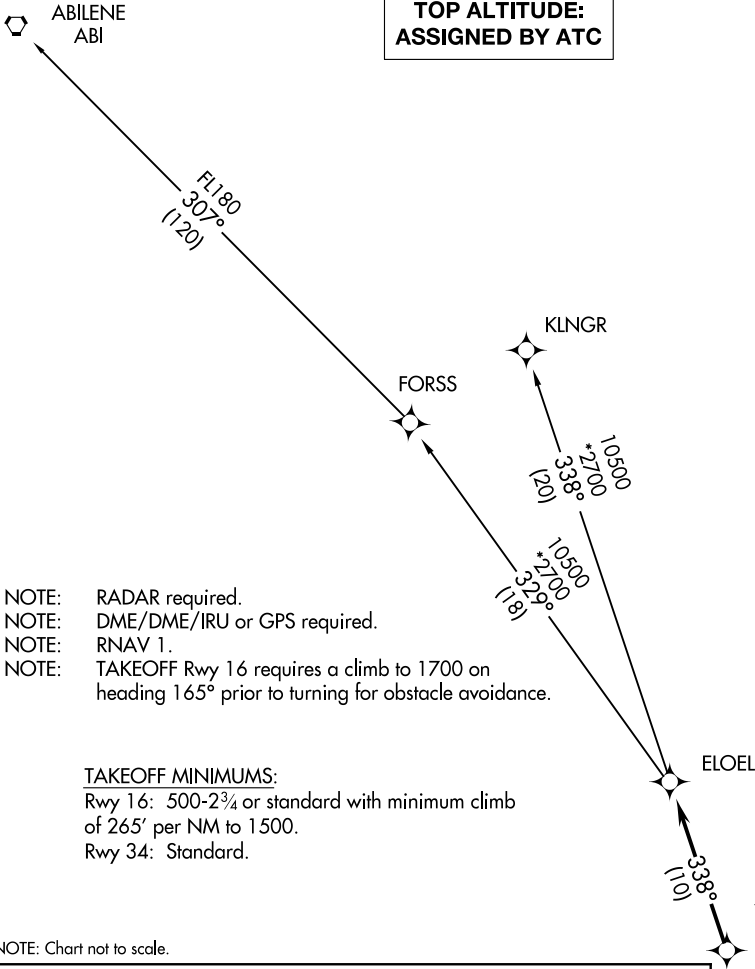 ABILENE
ABI
TOP ALTITUDE:
ASSIGNED BY ATC
FL180
307°
(120)
KLNGR
FORSS
10500
*2700
338°
(20)
10500
*2700
329°
(18)
NOTE: RADAR required.
NOTE: DME/DME/IRU or GPS required.
NOTE: RNAV 1.
NOTE: TAKEOFF Rwy 16 requires a climb to 1700 on
heading 165° prior to turning for obstacle avoidance.
ELOEL
TAKEOFF MINIMUMS:
Rwy 16: 500-2¾ or standard with minimum climb
of 265' per NM to 1500.
Rwy 34: Standard.
338°
(10)
NOTE: Chart not to scale.